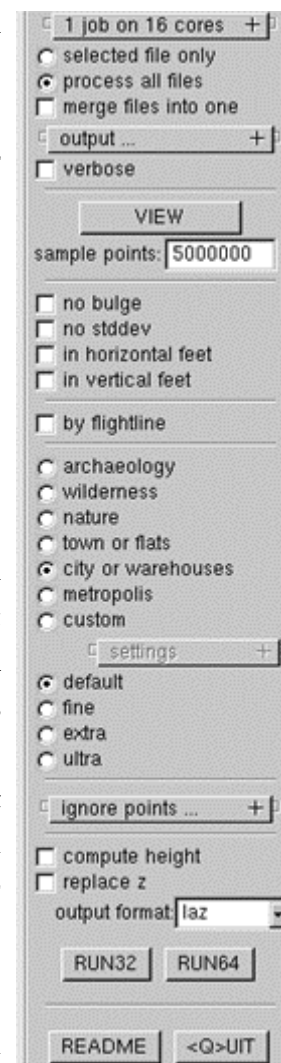 1 job on 16 cores +
selected file only
process all files
merge files into one
output ... +
verbose
VIEW
sample points: 5000000
no bulge
no stddev
in horizontal feet
in vertical feet
by flightline
archaeology
wilderness
nature
town or flats
city or warehouses
metropolis
custom
settings +
default
fine
extra
ultra
ignore points ... +
compute height
replace z
output format: laz
RUN32 RUN64
README <Q>UIT